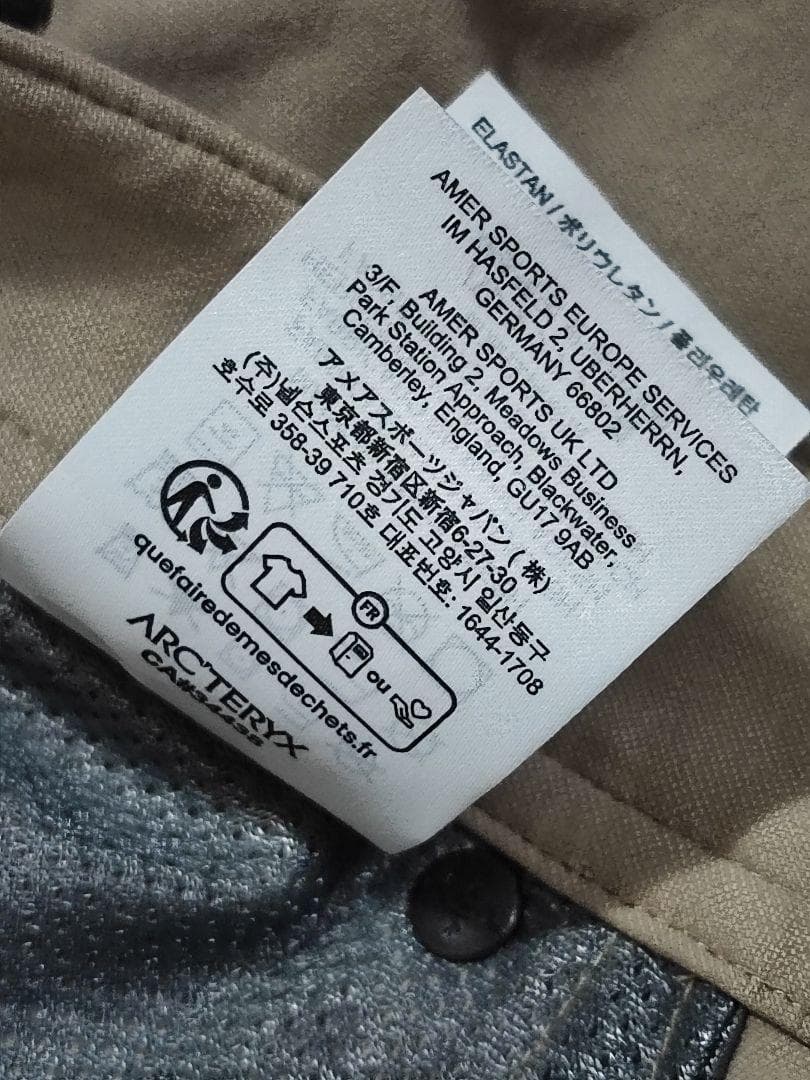 ELASTAN / ポリウレタン / 폴리우레탄
AMER SPORTS EUROPE SERVICES
IM HASFELD 2, UBERHERRN,
GERMANY 66802
AMER SPORTS UK LTD
3/F, Building 2, Meadows Business
Park Station Approach, Blackwater,
Camberley, England, GU17 9AB
アメアスポーツジャパン ( 株)
東京都新宿区新宿6-27-30
(주)넬슨스포츠 경기도 고양시 일산동구
호수로 358-39 710호 대표번호: 1644-1708
FR
ou
quefairedemesdechets.fr
ARC'TERYX
CA#34435